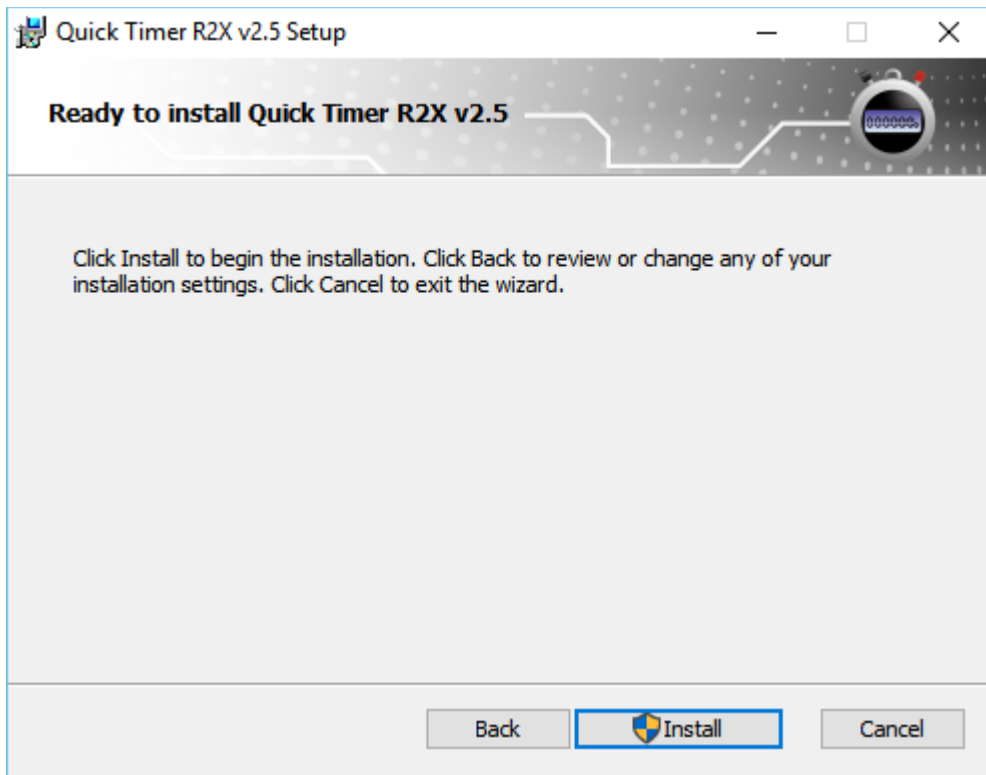 Quick Timer R2X v2.5 Setup
Ready to install Quick Timer R2X v2.5
Click Install to begin the installation. Click Back to review or change any of your
installation settings. Click Cancel to exit the wizard.
Back
Install
Cancel